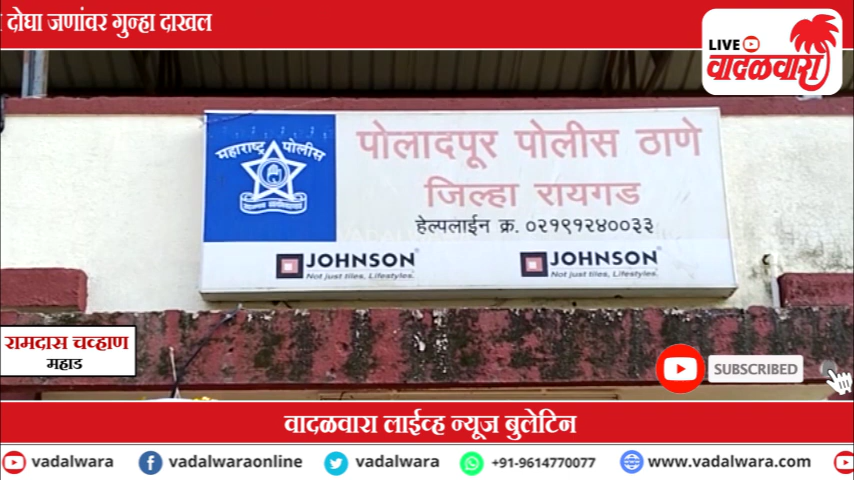 दोघा जणांवर गुन्हा दाखल
LIVE
वादळवारा
महाराष्ट्र पोलीस
पोलादपूर पोलीस ठाणे
जिल्हा रायगड
हेल्पलाईन क्र. ०२१९१२४००३३
VADALWARA
JOHNSON
Not just tiles, Lifestyles.
JOHNSON
Not just tiles, Lifestyles.
रामदास चव्हाण
महाड
SUBSCRIBED
वादळवारा लाईव्ह न्यूज बुलेटिन
vadalwara
vadalwaraonline
vadalwara
+91-9614770077
www.vadalwara.com